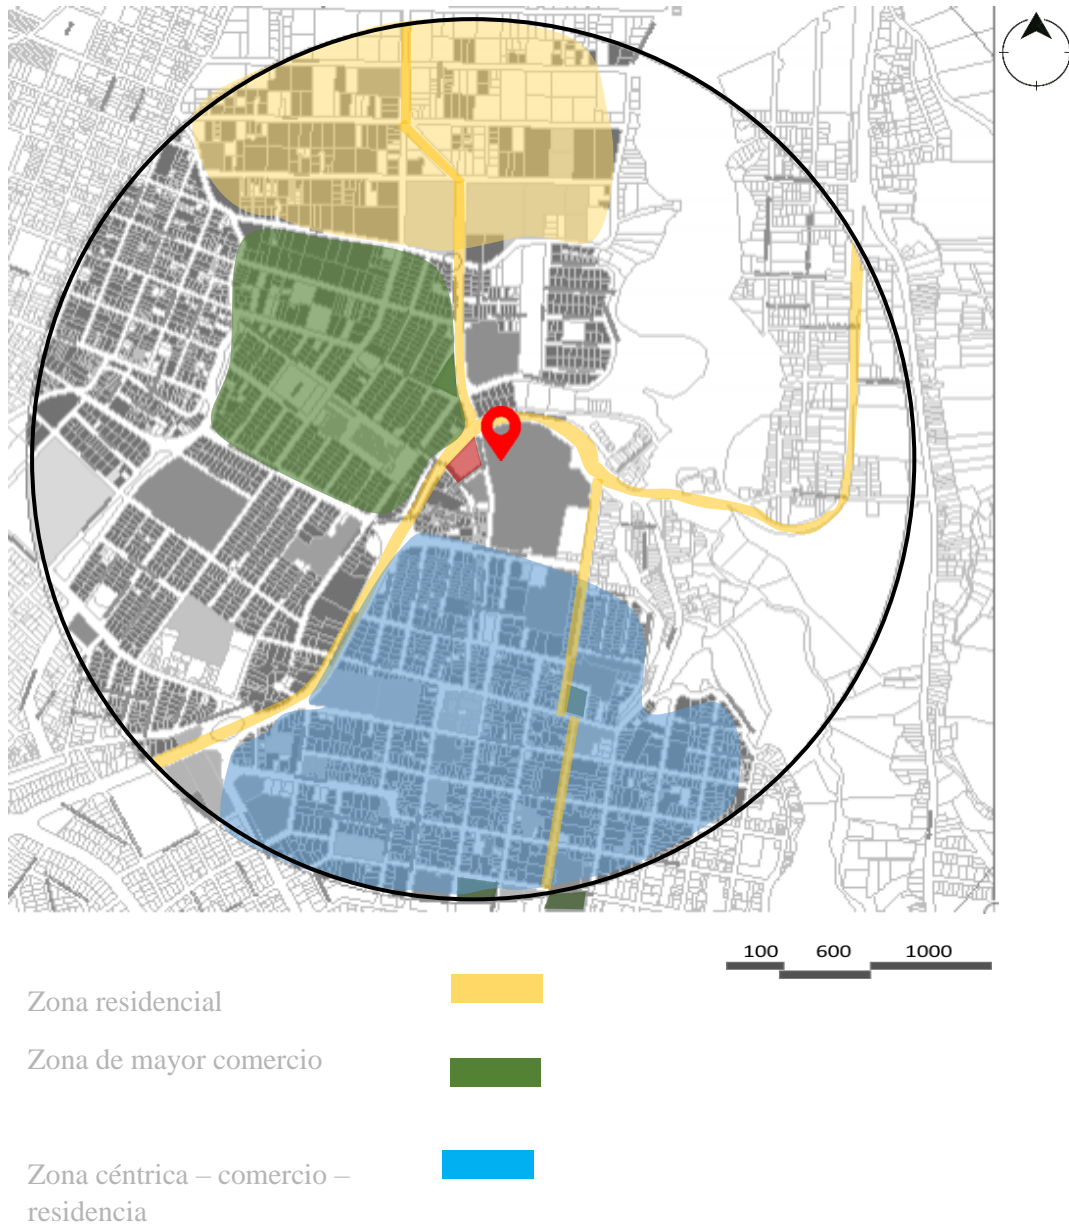 100 600 1000
Zona residencial
Zona de mayor comercio
Zona céntrica – comercio –
residencia